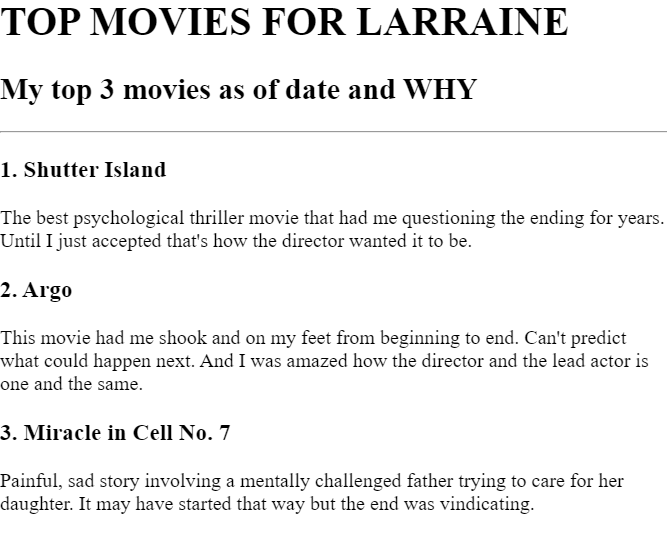 TOP MOVIES FOR LARRAINE
My top 3 movies as of date and WHY
1. Shutter Island
The best psychological thriller movie that had me questioning the ending for years.
Until I just accepted that's how the director wanted it to be.
2. Argo
This movie had me shook and on my feet from beginning to end. Can't predict
what could happen next. And I was amazed how the director and the lead actor is
one and the same.
3. Miracle in Cell No. 7
Painful, sad story involving a mentally challenged father trying to care for her
daughter. It may have started that way but the end was vindicating.